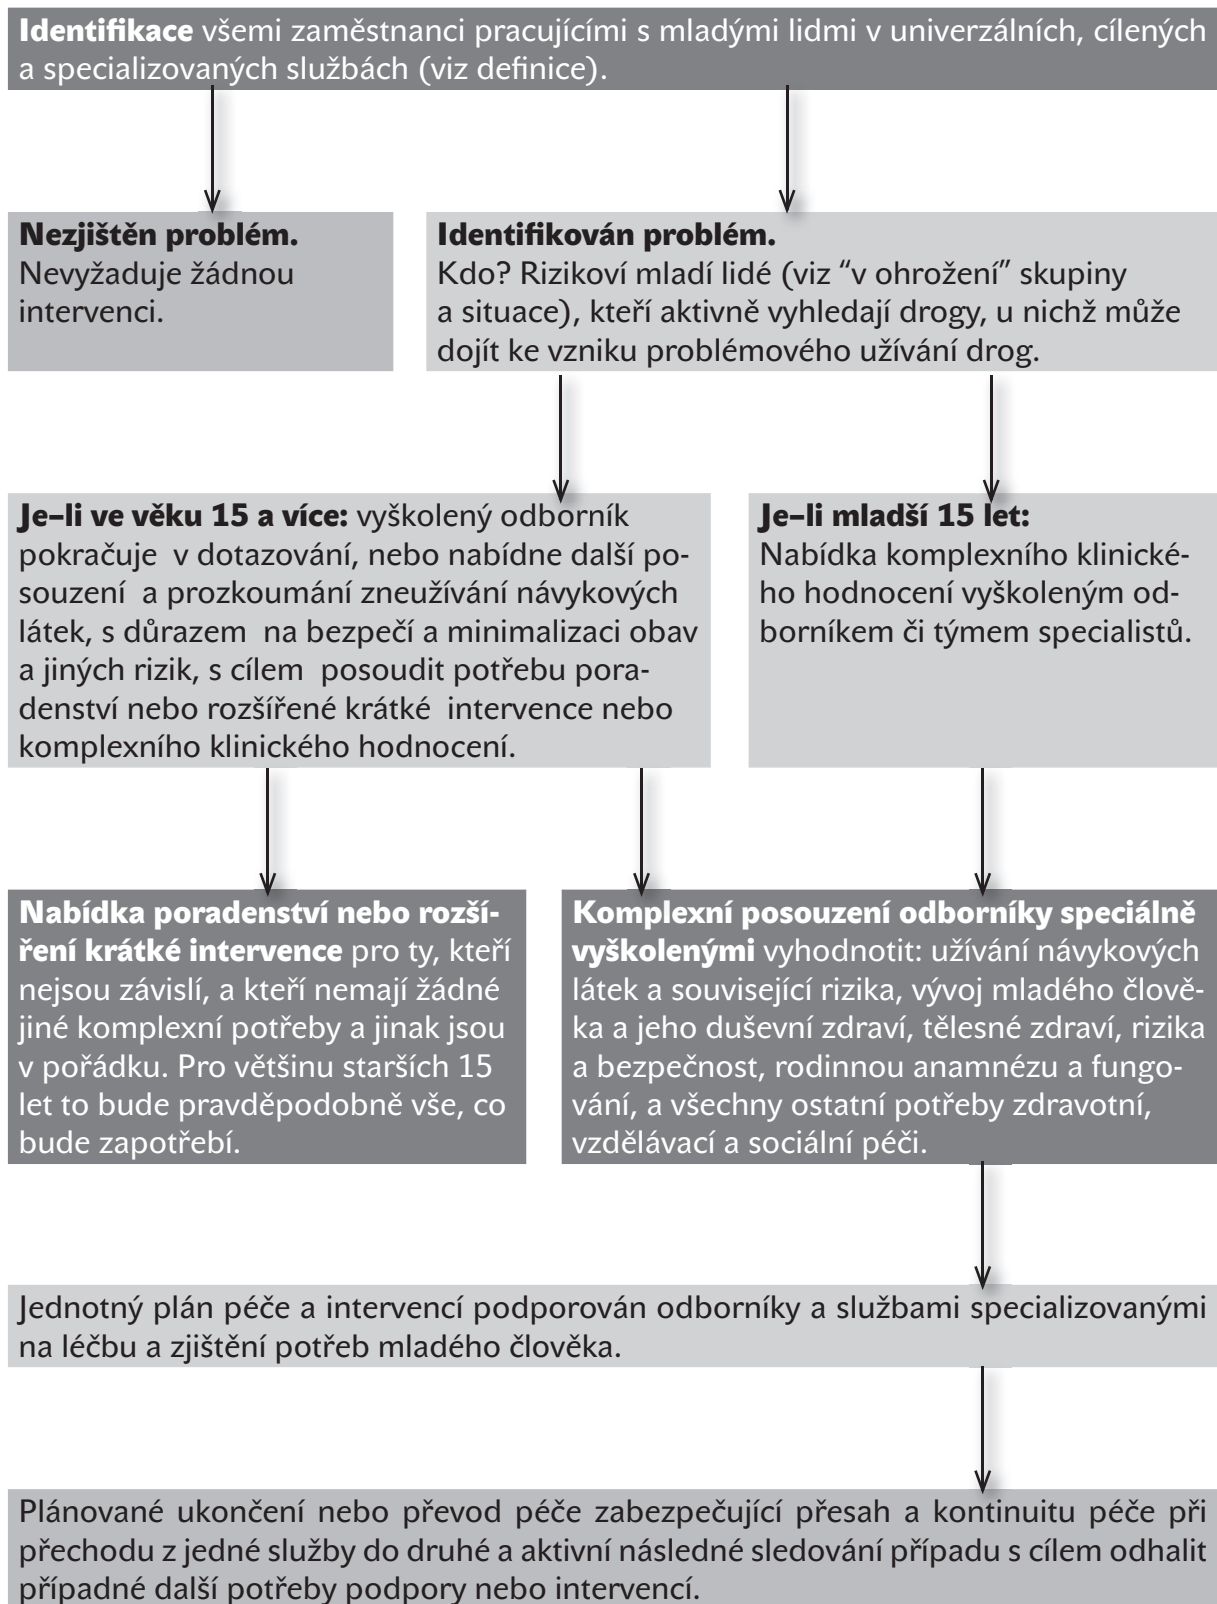 Identifikace všemi zaměstnanci pracujícími s mladými lidmi v univerzálních, cílených
a specializovaných službách (viz definice).
Nezjištěn problém.
Nevyžaduje žádnou
intervenci.
Identifikován problém.
Kdo? Rizikoví mladí lidé (viz “v ohrožení” skupiny
a situace), kteří aktivně vyhledají drogy, u nichž může
dojít ke vzniku problémového užívání drog.
Je–li ve věku 15 a více: vyškolený odborník
pokračuje v dotazování, nebo nabídne další po-
souzení a prozkoumání zneužívání návykových
látek, s důrazem na bezpečí a minimalizaci obav
a jiných rizik, s cílem posoudit potřebu pora-
denství nebo rozšířené krátké intervence nebo
komplexního klinického hodnocení.
Je–li mladší 15 let:
Nabídka komplexního klinické-
ho hodnocení vyškoleným od-
borníkem či týmem specialistů.
Nabídka poradenství nebo rozší-
ření krátké intervence pro ty, kteří
nejsou závislí, a kteří nemají žádné
jiné komplexní potřeby a jinak jsou
v pořádku. Pro většinu starších 15
let to bude pravděpodobně vše, co
bude zapotřebí.
Komplexní posouzení odborníky speciálně
vyškolenými vyhodnotit: užívání návykových
látek a související rizika, vývoj mladého člově-
ka a jeho duševní zdraví, tělesné zdraví, rizika
a bezpečnost, rodinnou anamnézu a fungo-
vání, a všechny ostatní potřeby zdravotní,
vzdělávací a sociální péči.
Jednotný plán péče a intervencí podporován odborníky a službami specializovanými
na léčbu a zjištění potřeb mladého člověka.
Plánované ukončení nebo převod péče zabezpečující přesah a kontinuitu péče při
přechodu z jedné služby do druhé a aktivní následné sledování případu s cílem odhalit
případné další potřeby podpory nebo intervencí.